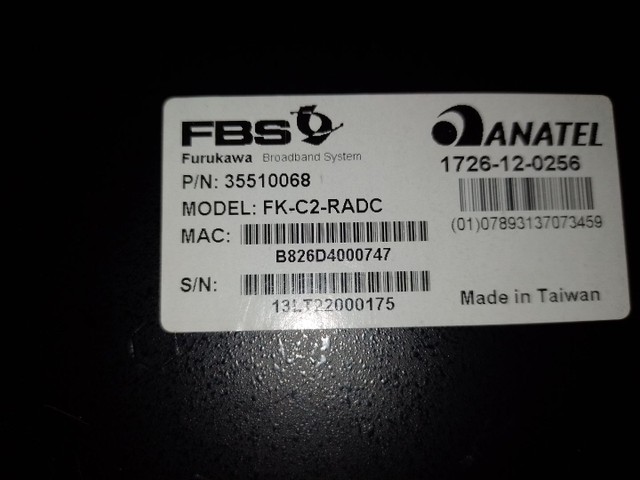 FBS
Furukawa Broadband System
P/N: 35510068
MODEL: FK-C2-RADC
MAC:
B826D4000747
S/N:
13LT22000175
ANATEL
1726-12-0256
(01)07893137073459
Made in Taiwan